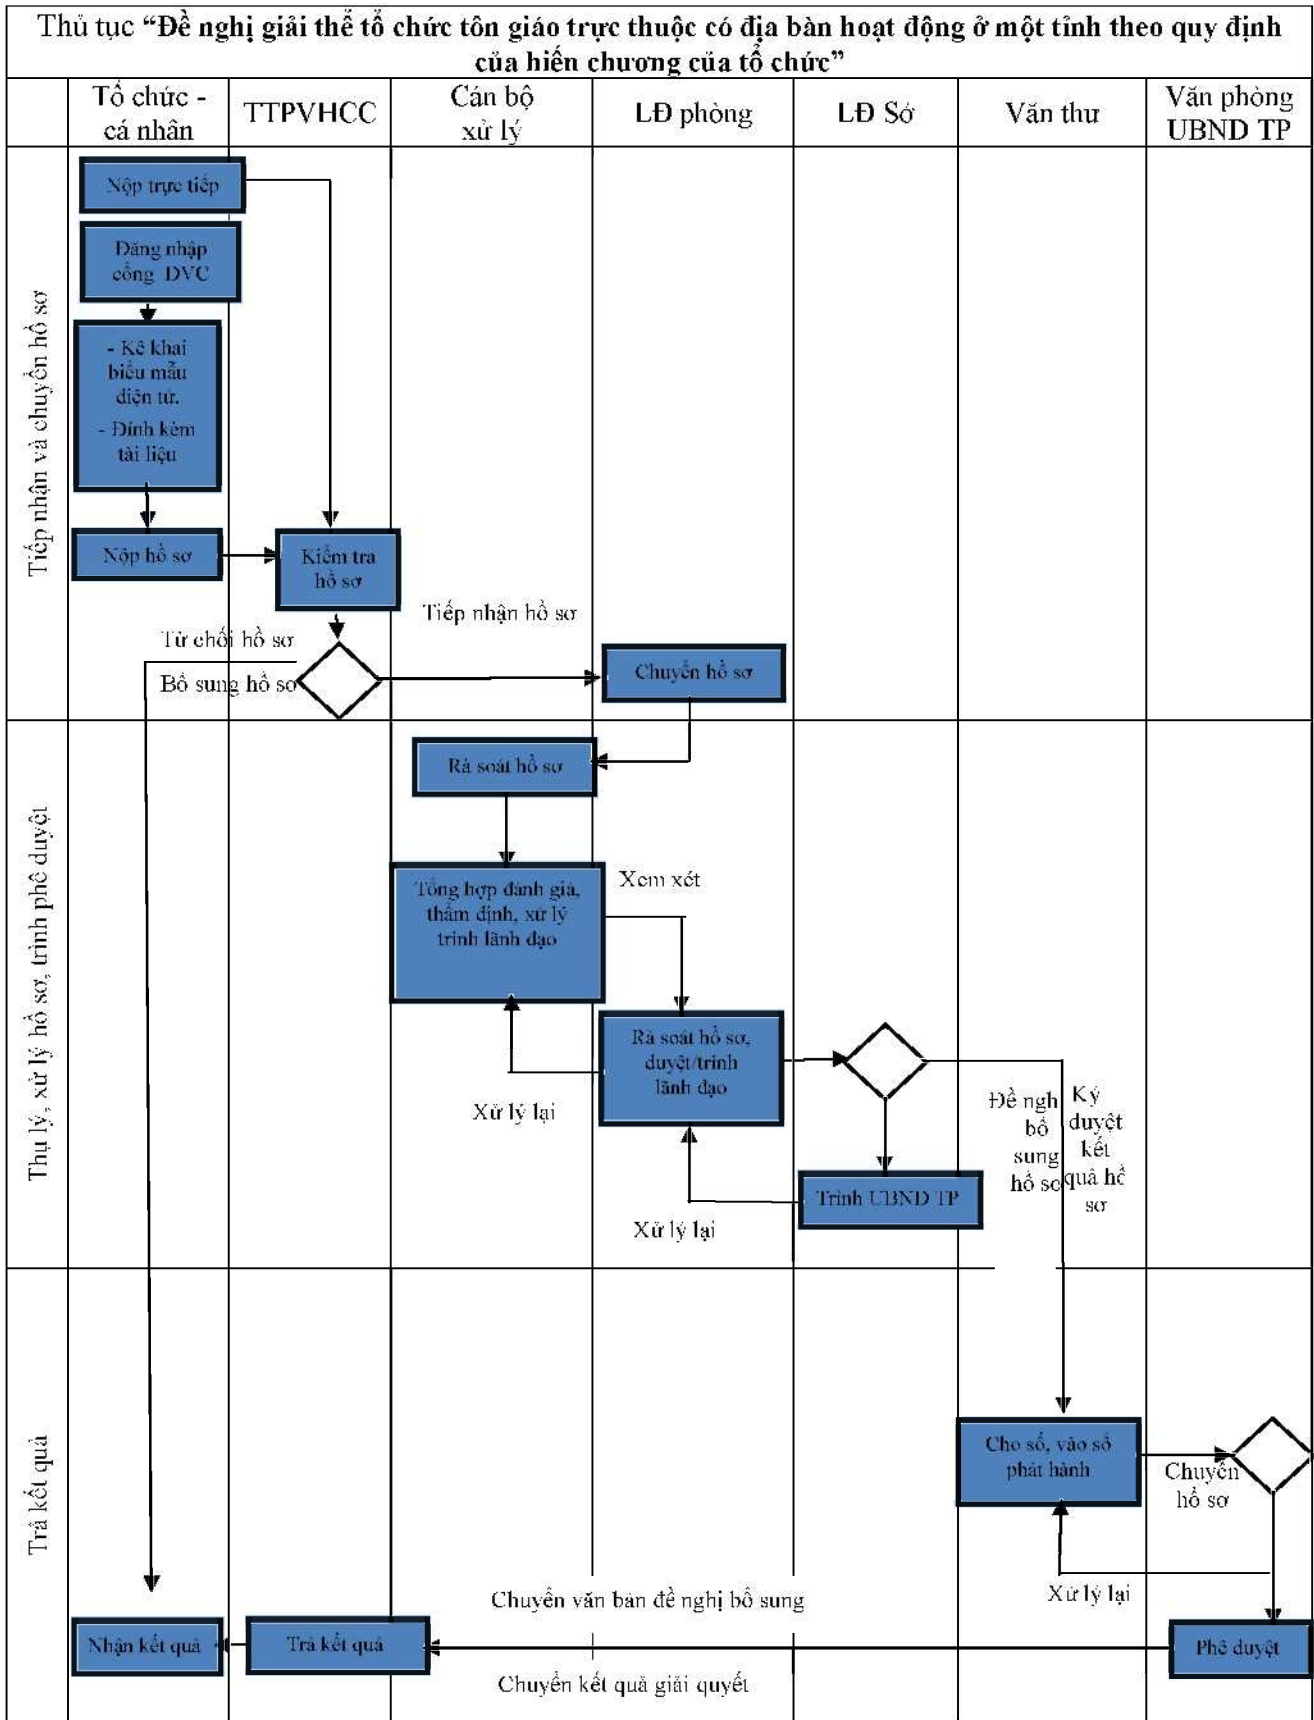 Thủ tục “Đề nghị giải thể tổ chức tôn giáo trực thuộc có địa bàn hoạt động ở một tỉnh theo quy định
của hiến chương của tổ chức”
Tổ chức -
cá nhân
TTPVHCC
Cán bộ
xử lý
LĐ phòng
LĐ Sở
Văn thư
Văn phòng
UBND TP
Tiếp nhận và chuyển hồ sơ
Nộp trực tiếp
Đăng nhập
cổng DVC
- Kê khai
biểu mẫu
điện tử.
- Đính kèm
tài liệu
Nộp hồ sơ
Kiểm tra
hồ sơ
Tiếp nhận hồ sơ
Từ chối hồ sơ
Bổ sung hồ sơ
Chuyển hồ sơ
Thụ lý, xử lý hồ sơ, trình phê duyệt
Rà soát hồ sơ
Tổng hợp đánh giá,
thẩm định, xử lý
trình lãnh đạo
Xem xét
Rà soát hồ sơ,
duyệt/trình
lãnh đạo
Xử lý lại
Đề ngh
bổ
sung
hồ sơ
Ký
duyệt
kết
quả hồ
sơ
Trình UBND TP
Xử lý lại
Trả kết quả
Cho số, vào sổ
phát hành
Chuyển
hồ sơ
Xử lý lại
Chuyển văn bản đề nghị bổ sung
Nhận kết quả
Trả kết quả
Phê duyệt
Chuyển kết quả giải quyết